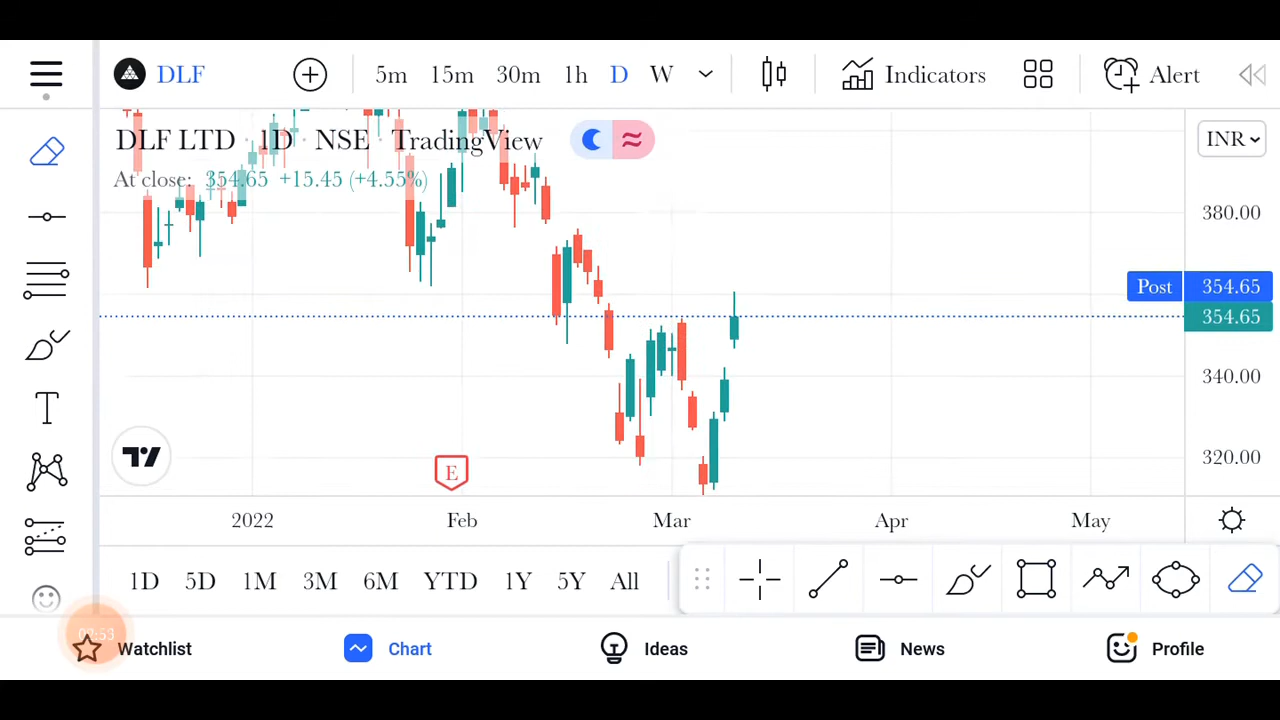 DLF 5m 15m 30m 1h D W Indicators Alert
DLF LTD · 1D · NSE · TradingView
INR
At close: 354.65 +15.45 (+4.55%)
380.00
Post 354.65
354.65
340.00
320.00
E
2022 Feb Mar Apr May
1D 5D 1M 3M 6M YTD 1Y 5Y All
T
Watchlist Chart Ideas News Profile